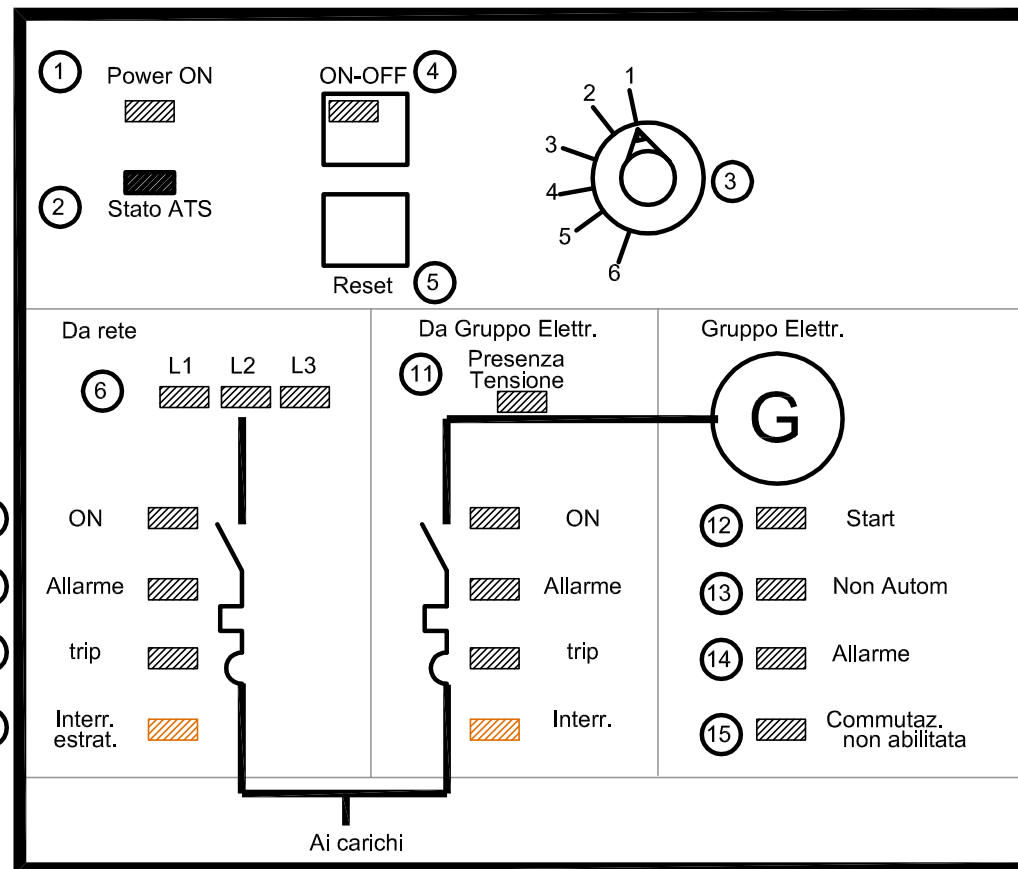 1
Power ON
ON-OFF
4
1
2
3
4
5
6
3
2
Stato ATS
Reset
5
Da rete
6
L1
L2
L3
Da Gruppo Elettr.
11
Presenza
Tensione
Gruppo Elettr.
G
ON
ON
12
Start
Allarme
Allarme
13
Non Autom
trip
trip
14
Allarme
Interr.
estrat.
Interr.
15
Commutaz.
non abilitata
Ai carichi